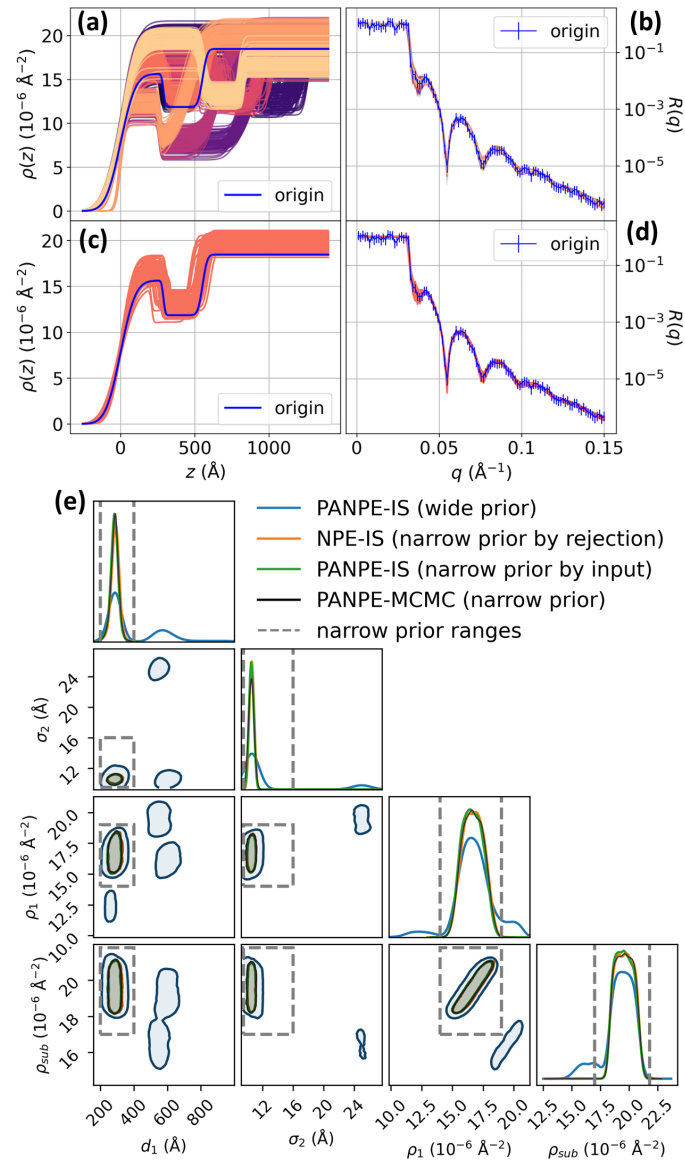 (a)
ρ(z) (10⁻⁶ Å⁻²)
20
15
10
5
0
origin
(b)
origin
10⁻¹
10⁻³
10⁻⁵
R(q)
(c)
ρ(z) (10⁻⁶ Å⁻²)
20
15
10
5
0
origin
0 500 1000
z (Å)
(d)
origin
10⁻¹
10⁻³
10⁻⁵
R(q)
0 0.05 0.1 0.15
q (Å⁻¹)
(e)
PANPE-IS (wide prior)
NPE-IS (narrow prior by rejection)
PANPE-IS (narrow prior by input)
PANPE-MCMC (narrow prior)
narrow prior ranges
σ₂ (Å)
24
20
16
12
ρ₁ (10⁻⁶ Å⁻²)
20.0
17.5
15.0
12.5
10.0
ρsub (10⁻⁶ Å⁻²)
20
18
16
200 400 600 800
d₁ (Å)
12 16 20 24
σ₂ (Å)
10.0 12.5 15.0 17.5 20.0
ρ₁ (10⁻⁶ Å⁻²)
12.5 15.0 17.5 20.0 22.5
ρsub (10⁻⁶ Å⁻²)